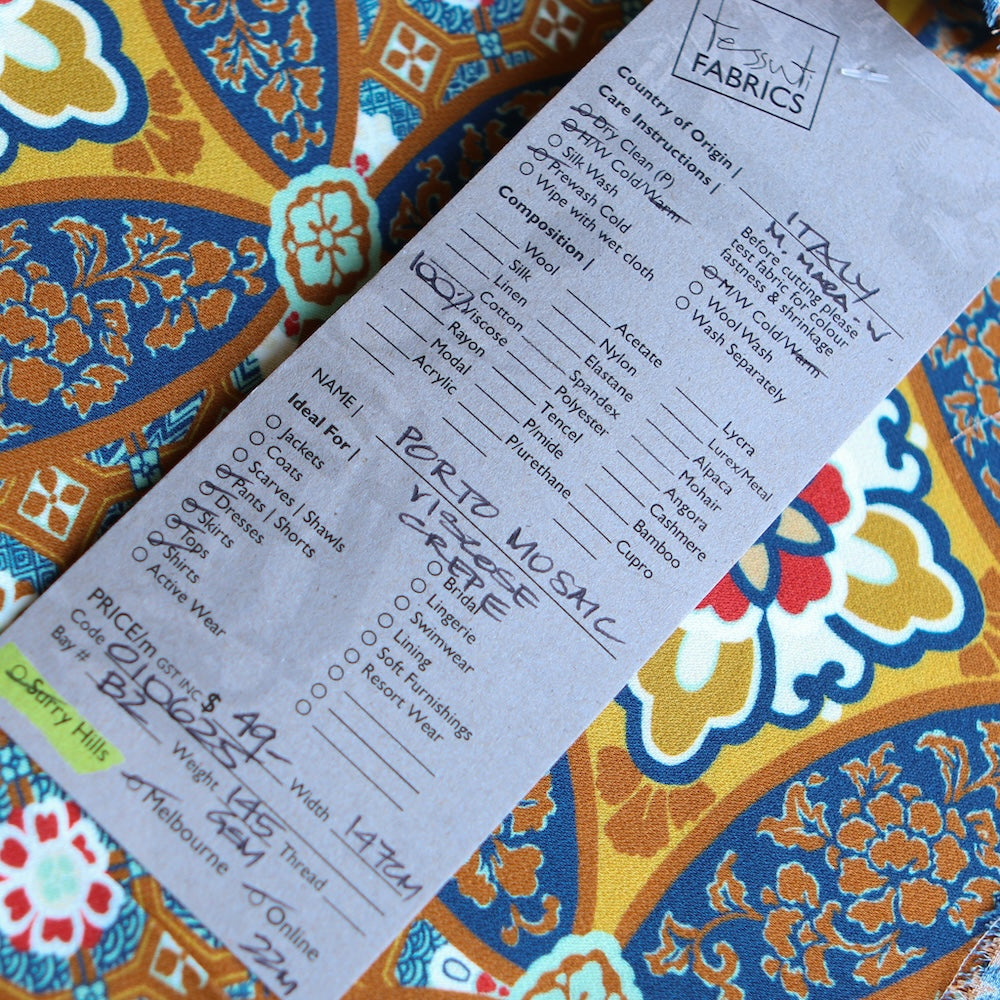 Tessuti
FABRICS
Country of Origin | ITALY
M. MARA - W
Care Instructions |
Dry Clean (P)
H/W Cold/Warm
Silk Wash
Prewash Cold
Wipe with wet cloth
Before cutting please
test fabric for colour
fastness & shrinkage
M/W Cold/Warm
Wool Wash
Wash Separately
Composition |
Wool
Silk
Linen
Cotton
100% Viscose
Rayon
Modal
Acrylic
Acetate
Nylon
Elastane
Spandex
Polyester
Tencel
P/mide
P/urethane
Lycra
Lurex/Metal
Alpaca
Mohair
Angora
Cashmere
Bamboo
Cupro
NAME | PORTO MOSAIC
VISCOSE
CREPE
Ideal For |
Jackets
Coats
Scarves | Shawls
Pants | Shorts
Dresses
Skirts
Tops
Shirts
Active Wear
Bridal
Lingerie
Swimwear
Lining
Soft Furnishings
Resort Wear
PRICE/m GST INC $ 49-
Width 147CM
Code 0110625
Weight 145
GSM
Thread
Bay # B2
Surry Hills
Melbourne
Online
22M